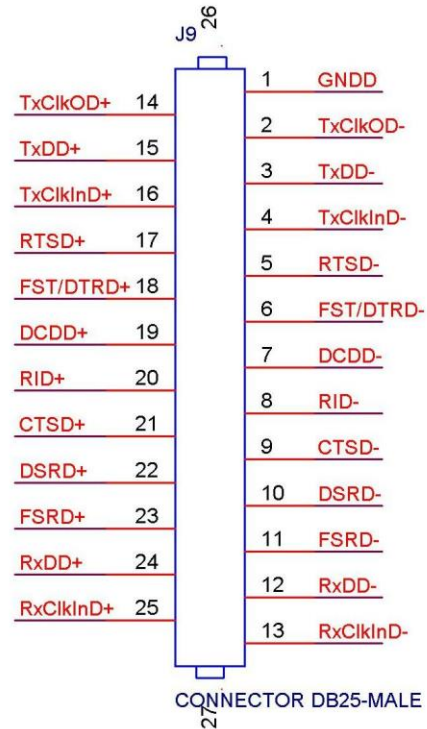 26
J9
1 GNDD
TxClkOD+ 14
2 TxClkOD-
TxDD+ 15
3 TxDD-
TxClkInD+ 16
4 TxClkInD-
RTSD+ 17
5 RTSD-
FST/DTRD+ 18
6 FST/DTRD-
DCDD+ 19
7 DCDD-
RID+ 20
8 RID-
CTSD+ 21
9 CTSD-
DSRD+ 22
10 DSRD-
FSRD+ 23
11 FSRD-
RxDD+ 24
12 RxDD-
RxClkInD+ 25
13 RxClkInD-
CONNECTOR DB25-MALE
27